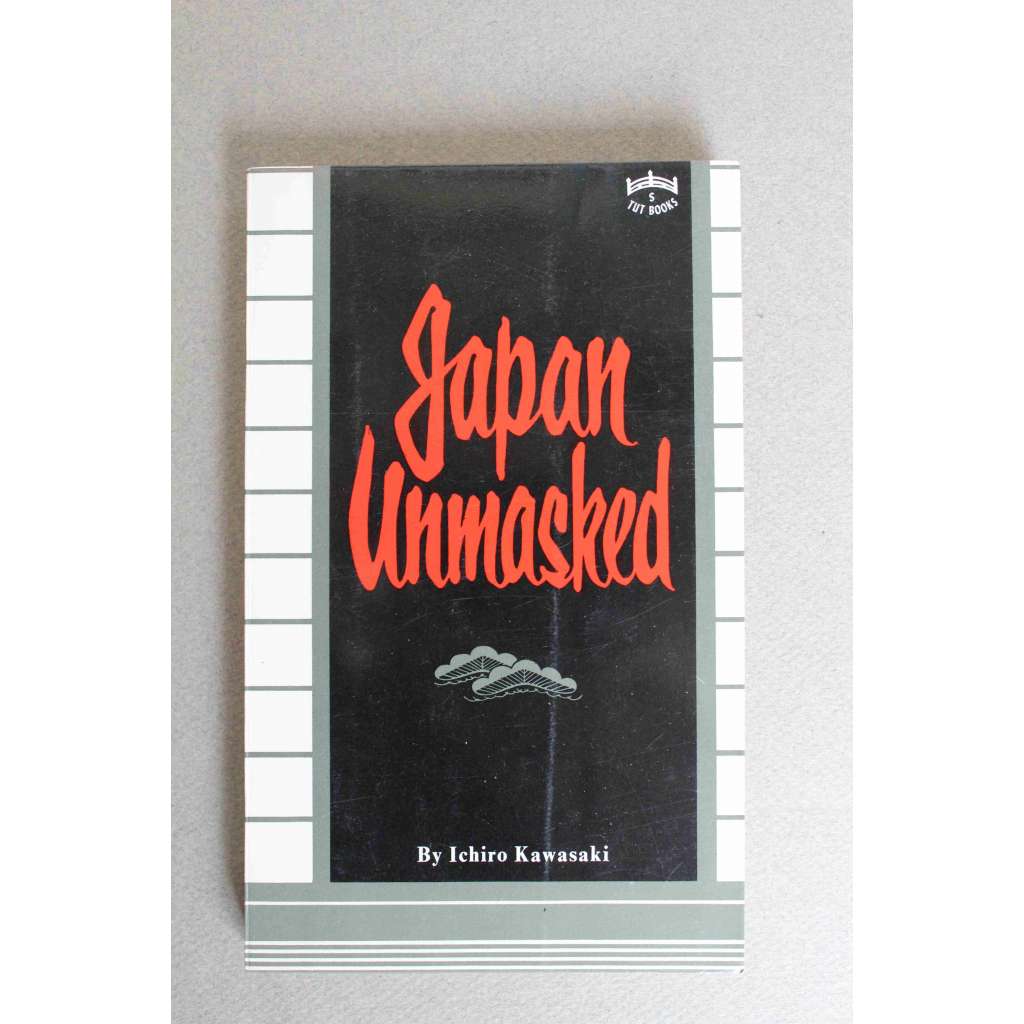 S
TUT BOOKS
Japan
Unmasked
By Ichiro Kawasaki